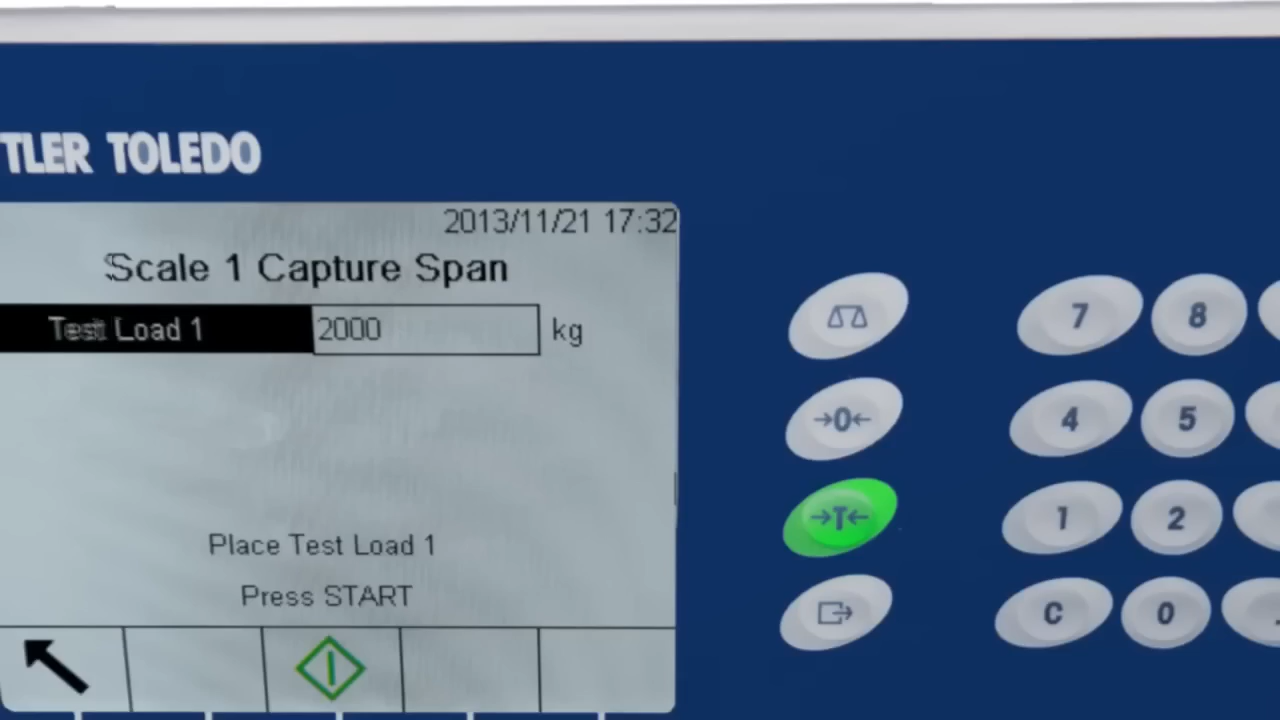 TLER TOLEDO
2013/11/21 17:32
Scale 1 Capture Span
Test Load 1 2000 kg
Place Test Load 1
Press START
7 8
→0← 4 5
→T← 1 2
C 0